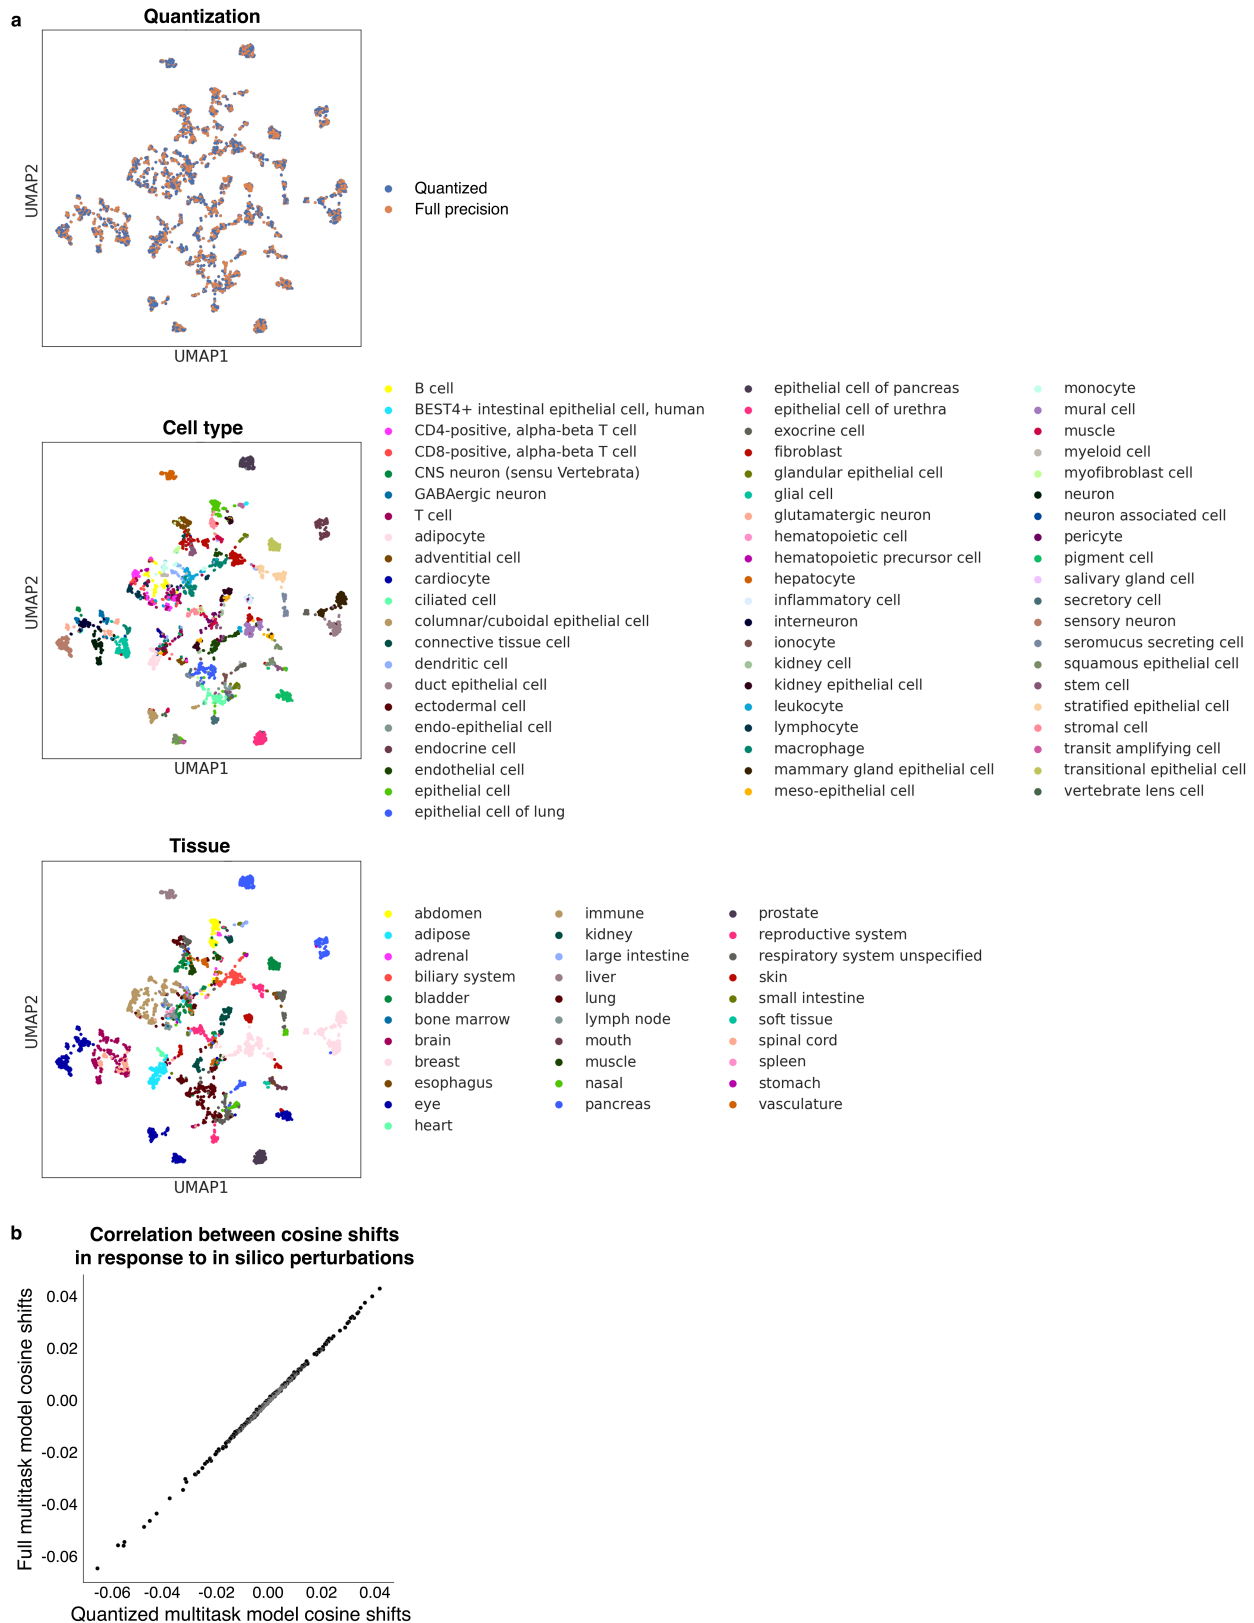 a
Quantization
UMAP2
UMAP1
Quantized
Full precision
Cell type
UMAP2
UMAP1
B cell
BEST4+ intestinal epithelial cell, human
CD4-positive, alpha-beta T cell
CD8-positive, alpha-beta T cell
CNS neuron (sensu Vertebrata)
GABAergic neuron
T cell
adipocyte
adventitial cell
cardiocyte
ciliated cell
columnar/cuboidal epithelial cell
connective tissue cell
dendritic cell
duct epithelial cell
ectodermal cell
endo-epithelial cell
endocrine cell
endothelial cell
epithelial cell
epithelial cell of lung
epithelial cell of pancreas
epithelial cell of urethra
exocrine cell
fibroblast
glandular epithelial cell
glial cell
glutamatergic neuron
hematopoietic cell
hematopoietic precursor cell
hepatocyte
inflammatory cell
interneuron
ionocyte
kidney cell
kidney epithelial cell
leukocyte
lymphocyte
macrophage
mammary gland epithelial cell
meso-epithelial cell
monocyte
mural cell
muscle
myeloid cell
myofibroblast cell
neuron
neuron associated cell
pericyte
pigment cell
salivary gland cell
secretory cell
sensory neuron
seromucus secreting cell
squamous epithelial cell
stem cell
stratified epithelial cell
stromal cell
transit amplifying cell
transitional epithelial cell
vertebrate lens cell
Tissue
UMAP2
UMAP1
abdomen
adipose
adrenal
biliary system
bladder
bone marrow
brain
breast
esophagus
eye
heart
immune
kidney
large intestine
liver
lung
lymph node
mouth
muscle
nasal
pancreas
prostate
reproductive system
respiratory system unspecified
skin
small intestine
soft tissue
spinal cord
spleen
stomach
vasculature
b
Correlation between cosine shifts
in response to in silico perturbations
Full multitask model cosine shifts
0.04
0.02
0.00
-0.02
-0.04
-0.06
-0.06 -0.04 -0.02 0.00 0.02 0.04
Quantized multitask model cosine shifts